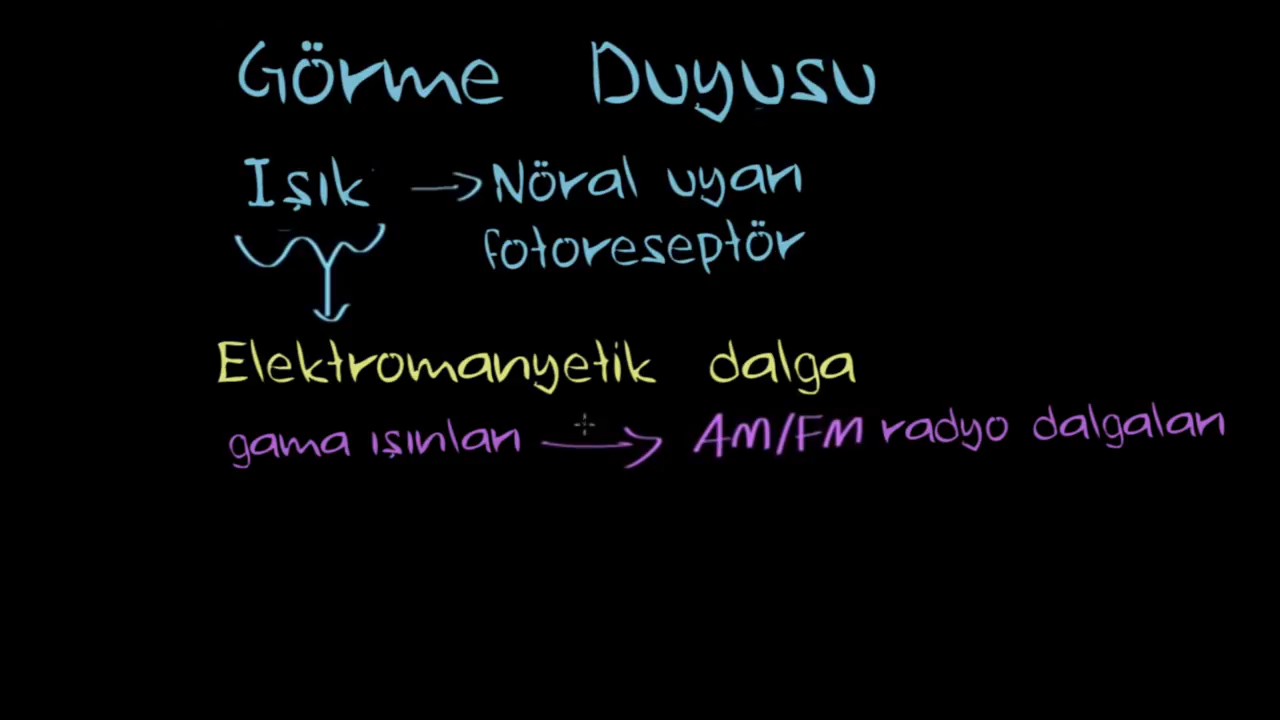 Görme Duyusu
Işık → Nöral uyarı
fotoreseptör
Elektromanyetik dalga
gama ışınları → AM/FM radyo dalgaları